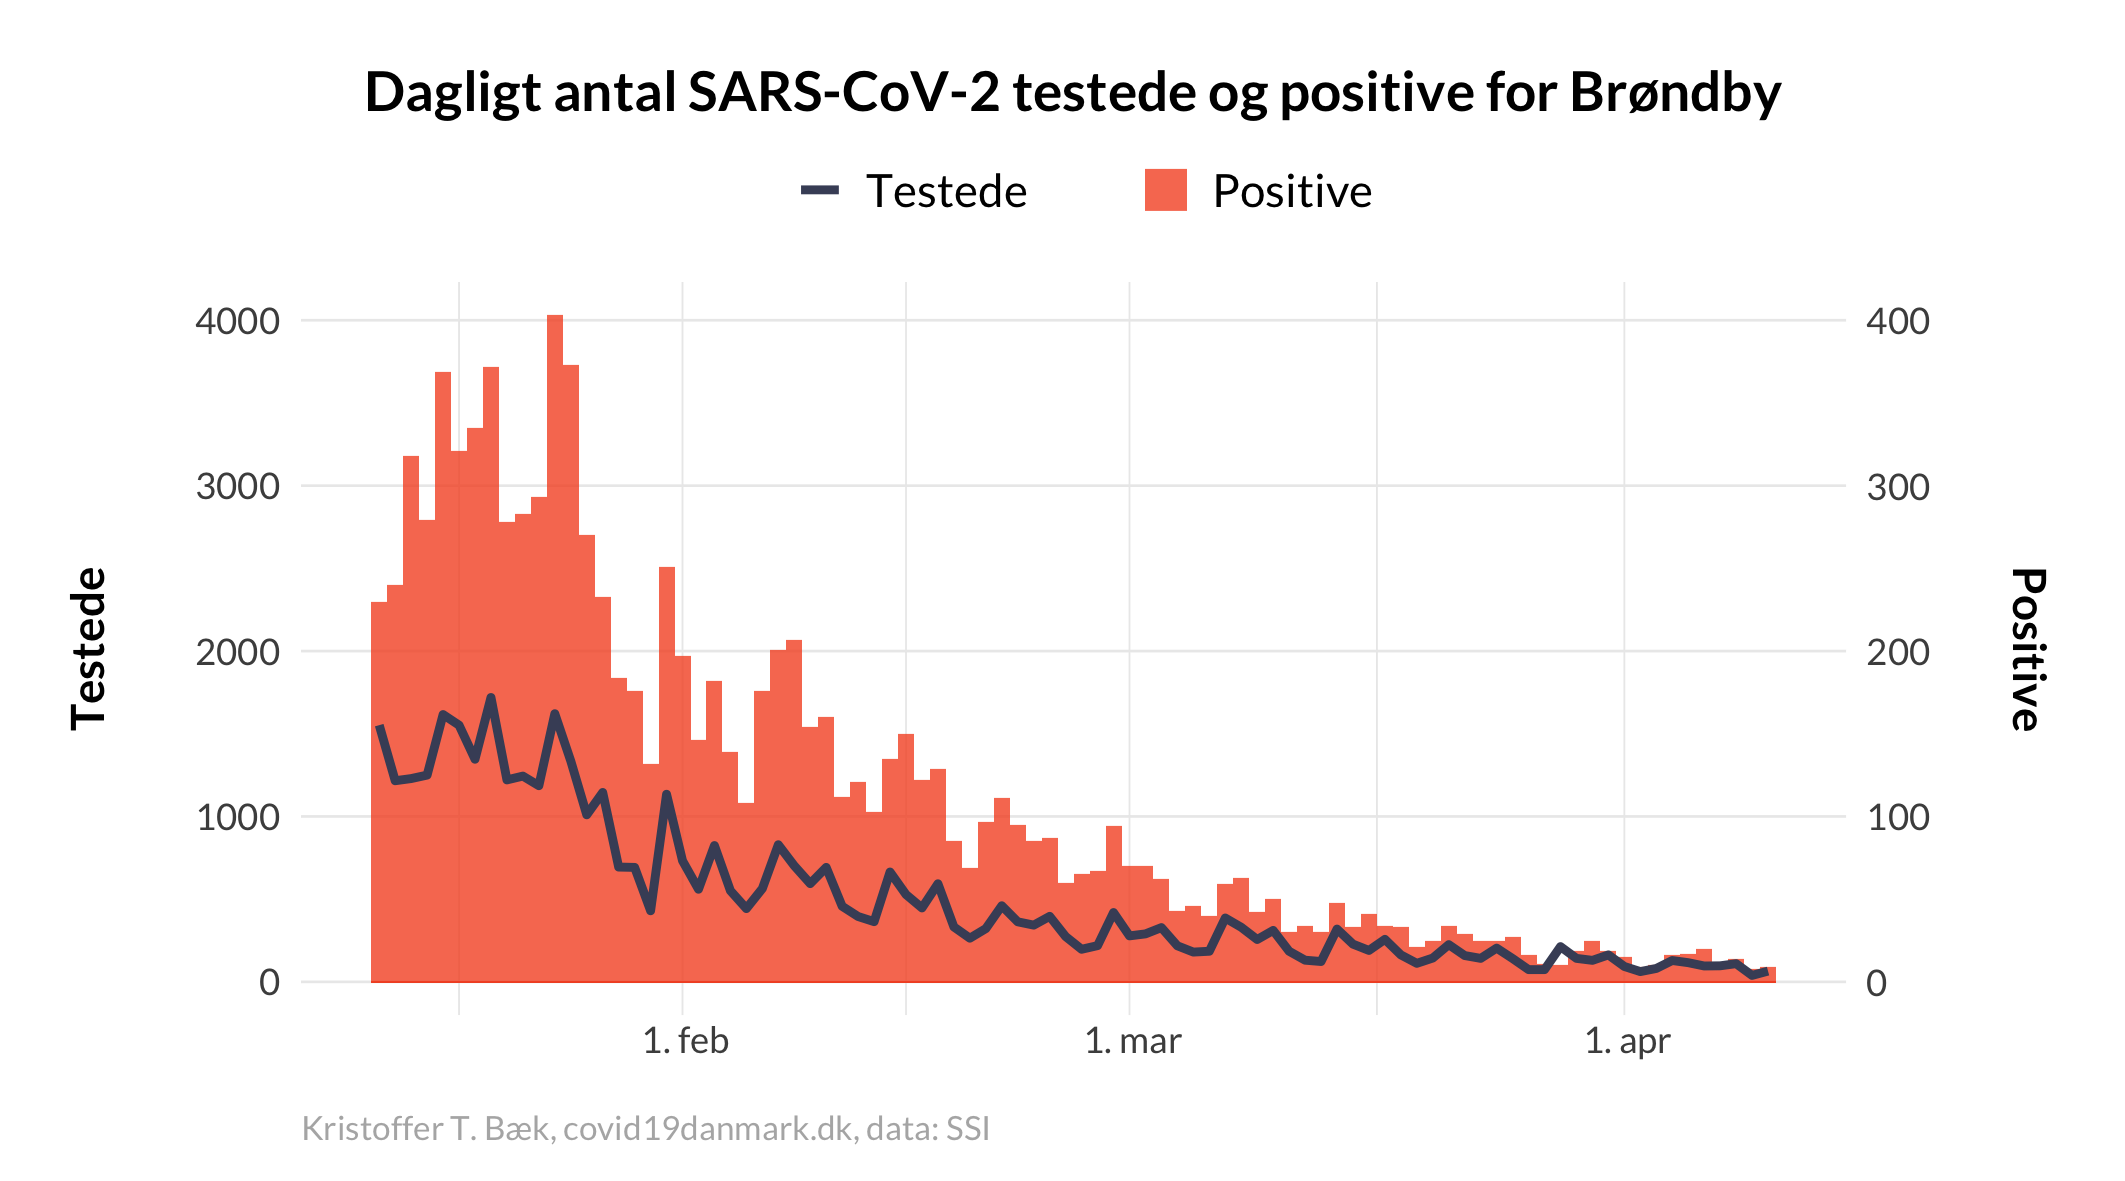 Dagligt antal SARS-CoV-2 testede og positive for Brøndby
Testede
Positive
4000
3000
2000
1000
0
Testede
400
300
200
100
0
Positive
1. feb
1. mar
1. apr
Kristoffer T. Bæk, covid19danmark.dk, data: SSI